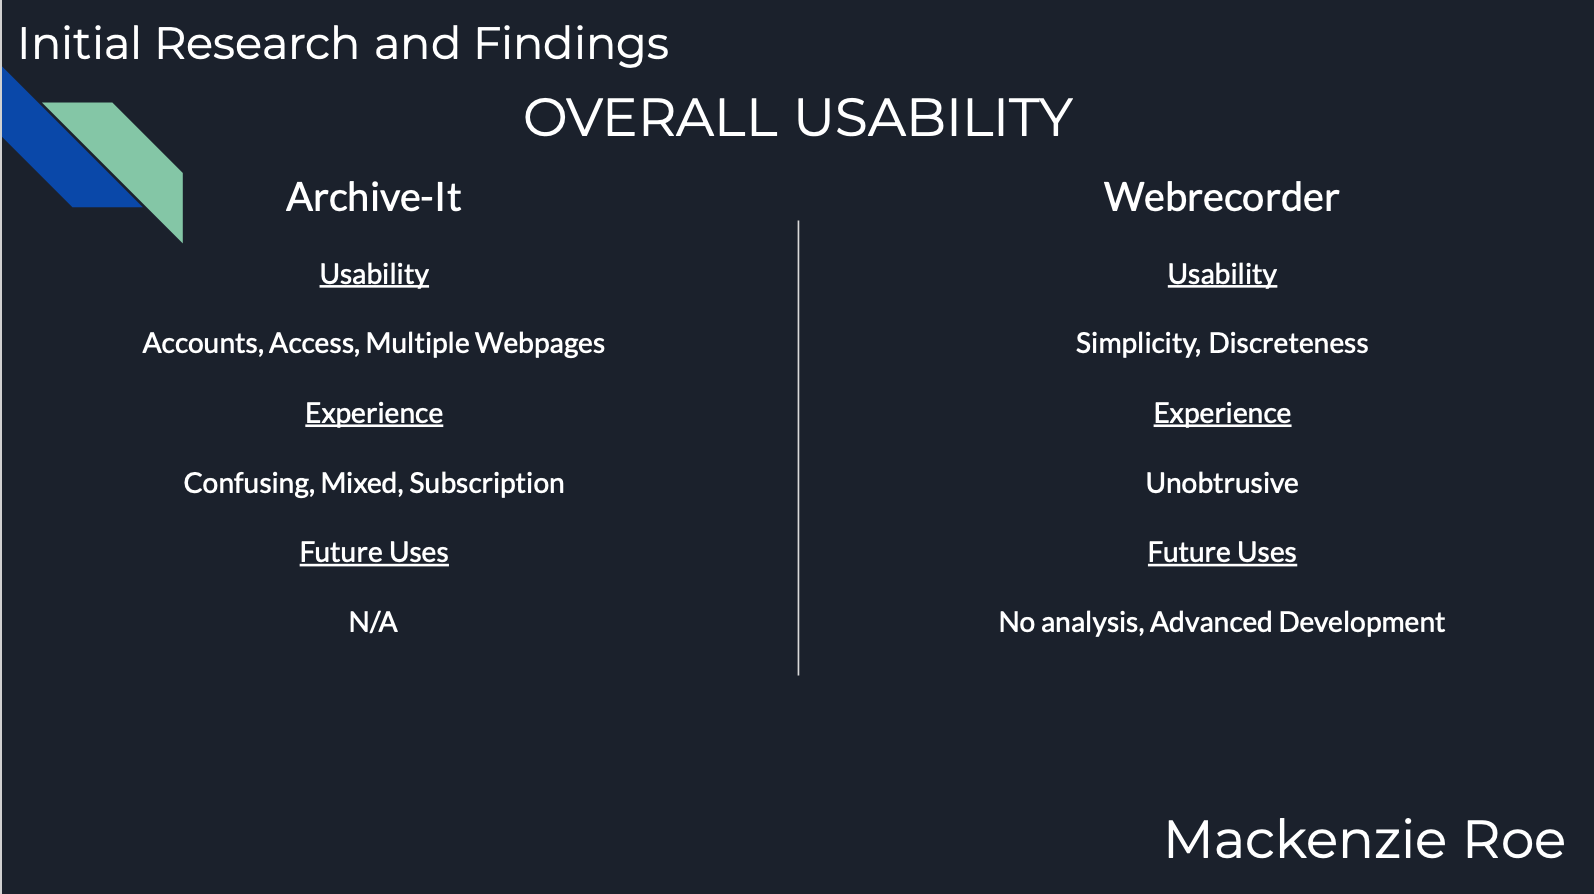 Initial Research and Findings
OVERALL USABILITY
Archive-It
Usability
Accounts, Access, Multiple Webpages
Experience
Confusing, Mixed, Subscription
Future Uses
N/A
Webrecorder
Usability
Simplicity, Discreteness
Experience
Unobtrusive
Future Uses
No analysis, Advanced Development
Mackenzie Roe